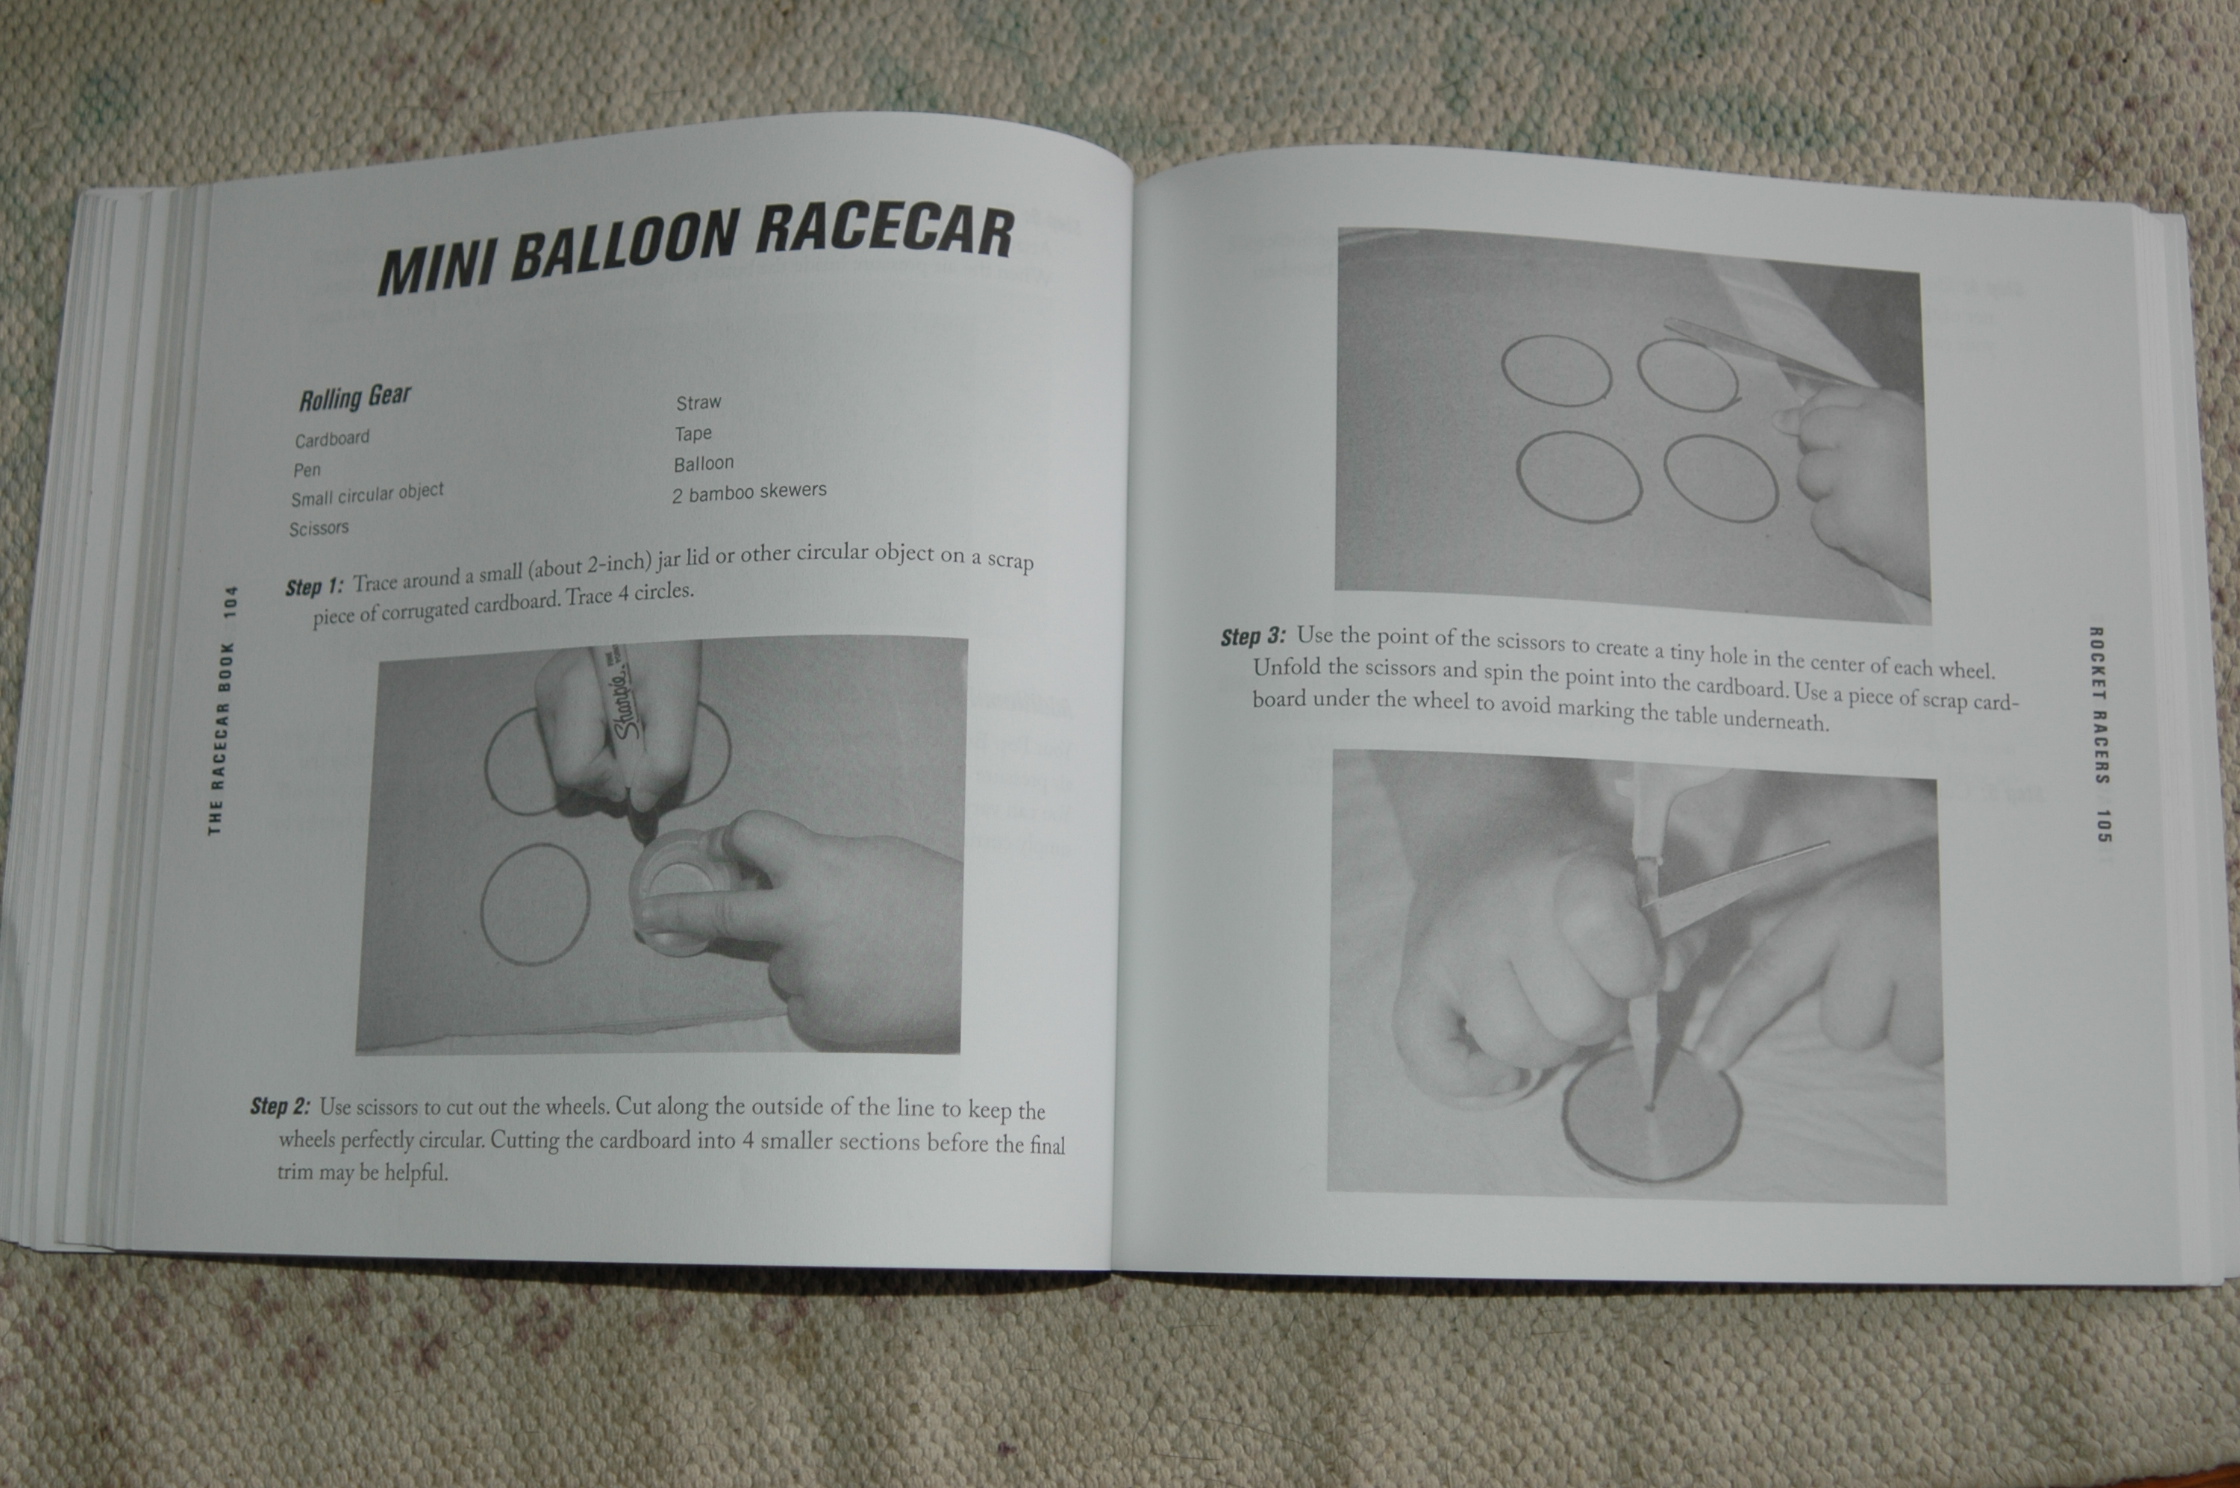 MINI BALLOON RACECAR
Rolling Gear
Cardboard
Pen
Small circular object
Scissors
Straw
Tape
Balloon
2 bamboo skewers
Step 1: Trace around a small (about 2-inch) jar lid or other circular object on a scrap
piece of corrugated cardboard. Trace 4 circles.
Sharpie
Step 2: Use scissors to cut out the wheels. Cut along the outside of the line to keep the
wheels perfectly circular. Cutting the cardboard into 4 smaller sections before the final
trim may be helpful.
THE RACECAR BOOK 104
Step 3: Use the point of the scissors to create a tiny hole in the center of each wheel.
Unfold the scissors and spin the point into the cardboard. Use a piece of scrap card-
board under the wheel to avoid marking the table underneath.
ROCKET RACERS 105